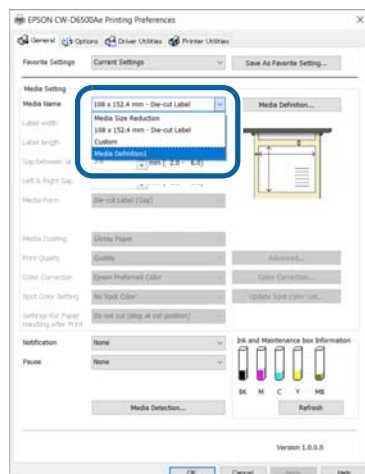 EPSON CW-D6500Ae Printing Preferences
General Options Driver Utilities Printer Utilities
Favorite Settings Current Settings Save As Favorite Setting...
Media Setting
Media Name 108 x 152.4 mm - Die-cut Label Media Definition...
Media Size Reduction
Label width
108 x 152.4 mm - Die-cut Label
Label length Custom
Media Definition1
Gap between la 3.0 mm [ 2.0 - 6.0]
Left & Right Gap
Media Form Die-cut Label (Gap)
Media Coating Glossy Paper
Print Quality Quality Advanced...
Color Correction Epson Preferred Color Color Correction...
Spot Color Setting No Spot Color Update Spot Color List...
Settings For Paper Do not cut (stop at cut position)
Handling After Print
Notification None Ink and Maintenance box Information
Pause None
BK M C Y MB
Media Detection... Refresh
Version 1.0.0.0
OK Cancel Apply Help